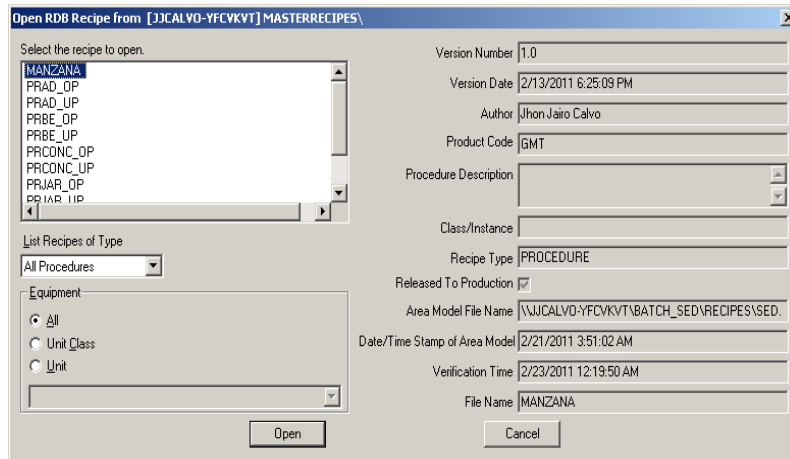 Open RDB Recipe from [JJCALVO-YFCVKVT] MASTERRECIPES\
Select the recipe to open.
MANZANA
PRAD_OP
PRAD_UP
PRBE_OP
PRBE_UP
PRCONC_OP
PRCONC_UP
PRJAR_OP
PRJAR_UP
List Recipes of Type
All Procedures
Equipment
All
Unit Class
Unit
Open
Version Number 1.0
Version Date 2/13/2011 6:25:09 PM
Author Jhon Jairo Calvo
Product Code GMT
Procedure Description
Class/Instance
Recipe Type PROCEDURE
Released To Production
Area Model File Name \\JJCALVO-YFCVKVT\BATCH_SED\RECIPES\SED.
Date/Time Stamp of Area Model 2/21/2011 3:51:02 AM
Verification Time 2/23/2011 12:19:50 AM
File Name MANZANA
Cancel